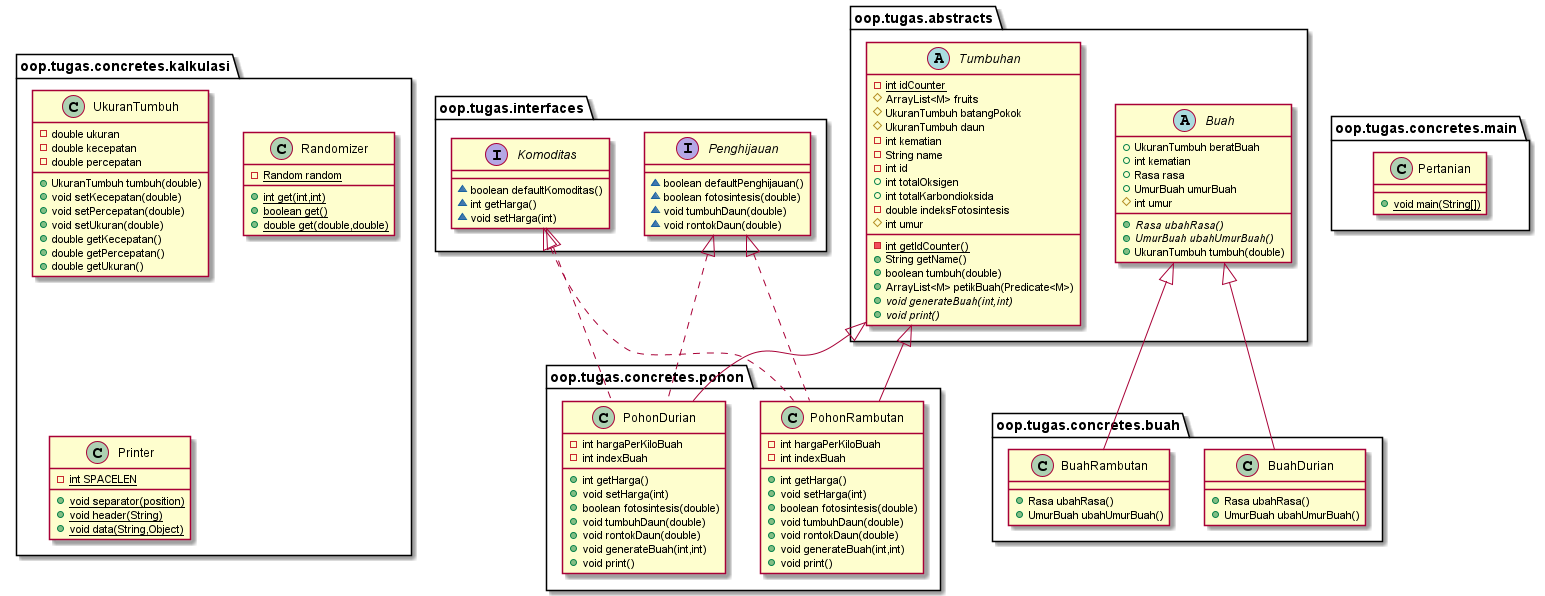 oop.tugas.concretes.kalkulasi
C UkuranTumbuh
double ukuran
double kecepatan
double percepatan
UkuranTumbuh tumbuh(double)
void setKecepatan(double)
void setPercepatan(double)
void setUkuran(double)
double getKecepatan()
double getPercepatan()
double getUkuran()
C Randomizer
Random random
int get(int,int)
boolean get()
double get(double,double)
C Printer
int SPACELEN
void separator(position)
void header(String)
void data(String,Object)
oop.tugas.interfaces
I Komoditas
boolean defaultKomoditas()
int getHarga()
void setHarga(int)
I Penghijauan
boolean defaultPenghijauan()
boolean fotosintesis(double)
void tumbuhDaun(double)
void rontokDaun(double)
oop.tugas.abstracts
A Tumbuhan
int idCounter
ArrayList<M> fruits
UkuranTumbuh batangPokok
UkuranTumbuh daun
int kematian
String name
int id
int totalOksigen
int totalKarbondioksida
double indeksFotosintesis
int umur
int getIdCounter()
String getName()
boolean tumbuh(double)
ArrayList<M> petikBuah(Predicate<M>)
void generateBuah(int,int)
void print()
A Buah
UkuranTumbuh beratBuah
int kematian
Rasa rasa
UmurBuah umurBuah
int umur
Rasa ubahRasa()
UmurBuah ubahUmurBuah()
UkuranTumbuh tumbuh(double)
oop.tugas.concretes.main
C Pertanian
void main(String[])
oop.tugas.concretes.pohon
C PohonDurian
int hargaPerKiloBuah
int indexBuah
int getHarga()
void setHarga(int)
boolean fotosintesis(double)
void tumbuhDaun(double)
void rontokDaun(double)
void generateBuah(int,int)
void print()
C PohonRambutan
int hargaPerKiloBuah
int indexBuah
int getHarga()
void setHarga(int)
boolean fotosintesis(double)
void tumbuhDaun(double)
void rontokDaun(double)
void generateBuah(int,int)
void print()
oop.tugas.concretes.buah
C BuahRambutan
Rasa ubahRasa()
UmurBuah ubahUmurBuah()
C BuahDurian
Rasa ubahRasa()
UmurBuah ubahUmurBuah()